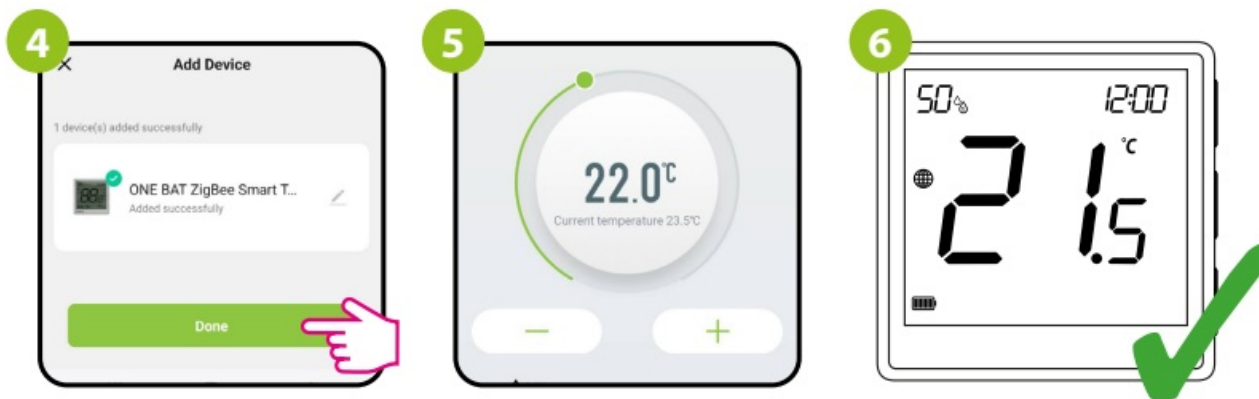 4
Add Device
1 device(s) added successfully
ONE BAT ZigBee Smart T...
Added successfully
Done
5
22.0℃
Current temperature 23.5℃
− +
6
50% 12:00
21.5 ℃